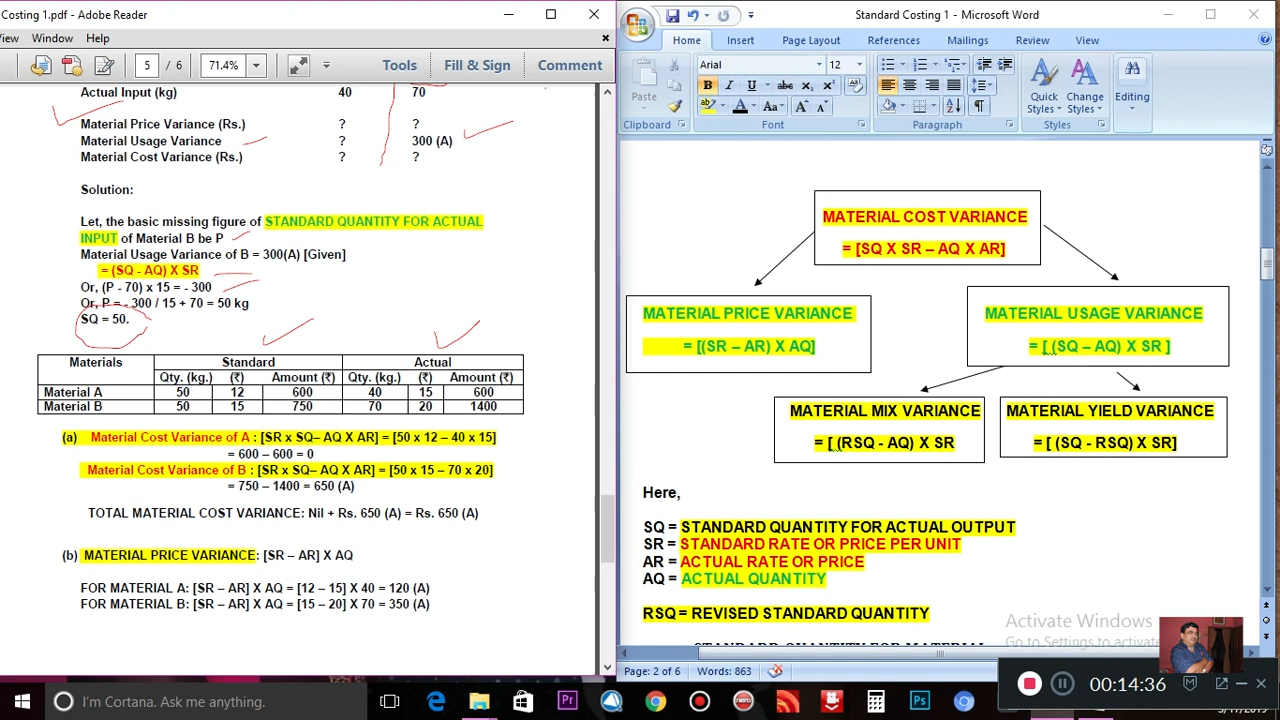 Costing 1.pdf - Adobe Reader
View Window Help
5 / 6 71.4% Tools Fill & Sign Comment
Actual Input (kg) 40 70
Material Price Variance (Rs.) ? ?
Material Usage Variance ? 300 (A)
Material Cost Variance (Rs.) ? ?
Solution:
Let, the basic missing figure of STANDARD QUANTITY FOR ACTUAL
INPUT of Material B be P
Material Usage Variance of B = 300(A) [Given]
= (SQ - AQ) X SR
Or, (P - 70) x 15 = - 300
Or, P = - 300 / 15 + 70 = 50 kg
SQ = 50.
Materials Standard Actual
Qty. (kg.) (₹) Amount (₹) Qty. (kg.) (₹) Amount (₹)
Material A 50 12 600 40 15 600
Material B 50 15 750 70 20 1400
(a) Material Cost Variance of A : [SR x SQ– AQ X AR] = [50 x 12 – 40 x 15]
= 600 – 600 = 0
Material Cost Variance of B : [SR x SQ– AQ X AR] = [50 x 15 – 70 x 20]
= 750 – 1400 = 650 (A)
TOTAL MATERIAL COST VARIANCE: Nil + Rs. 650 (A) = Rs. 650 (A)
(b) MATERIAL PRICE VARIANCE: [SR – AR] X AQ
FOR MATERIAL A: [SR – AR] X AQ = [12 – 15] X 40 = 120 (A)
FOR MATERIAL B: [SR – AR] X AQ = [15 – 20] X 70 = 350 (A)
Standard Costing 1 - Microsoft Word
Home Insert Page Layout References Mailings Review View
Arial 12
Paste Quick Styles Change Styles Editing
Clipboard Font Paragraph Styles
MATERIAL COST VARIANCE
= [SQ X SR – AQ X AR]
MATERIAL PRICE VARIANCE MATERIAL USAGE VARIANCE
= [(SR – AR) X AQ] = [ (SQ – AQ) X SR ]
MATERIAL MIX VARIANCE MATERIAL YIELD VARIANCE
= [ (RSQ - AQ) X SR = [ (SQ - RSQ) X SR]
Here,
SQ = STANDARD QUANTITY FOR ACTUAL OUTPUT
SR = STANDARD RATE OR PRICE PER UNIT
AR = ACTUAL RATE OR PRICE
AQ = ACTUAL QUANTITY
RSQ = REVISED STANDARD QUANTITY
STANDARD QUANTITY FOR MATERIAL
Activate Windows
Go to Settings to activate
Page: 2 of 6 Words: 863
00:14:36
I'm Cortana. Ask me anything.